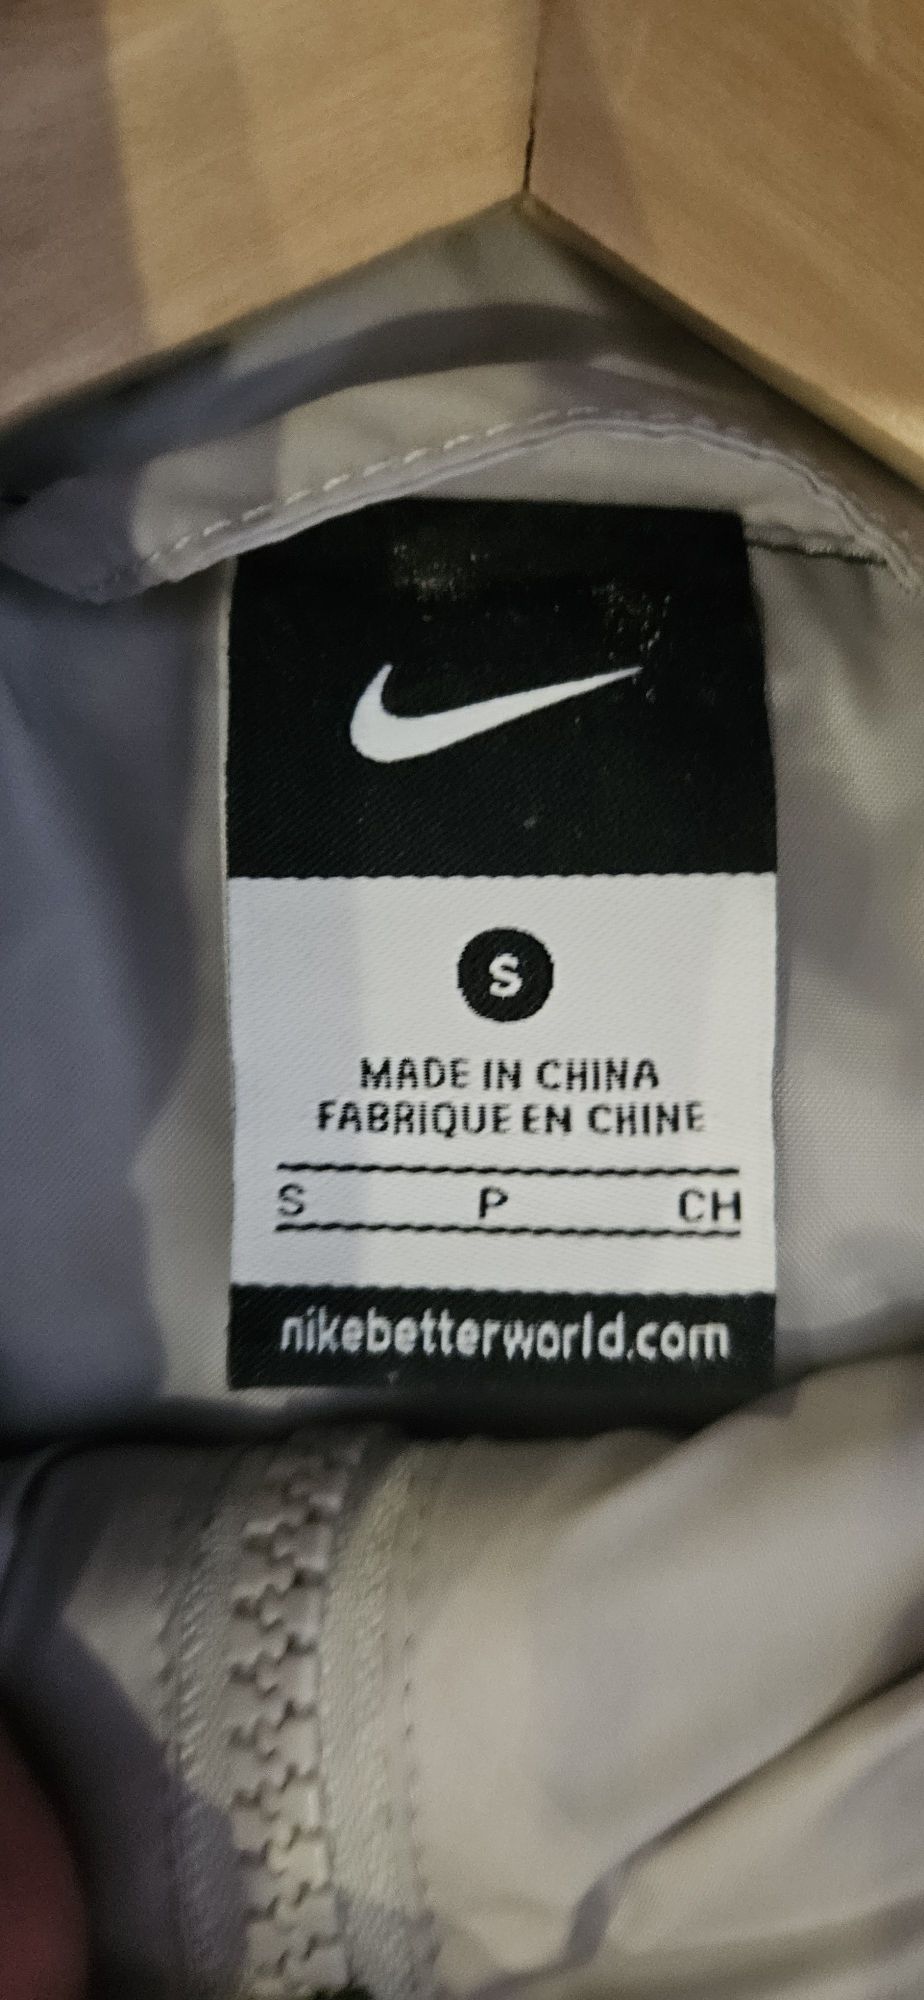 S
MADE IN CHINA
FABRIQUE EN CHINE
S P CH
nikebetterworld.com